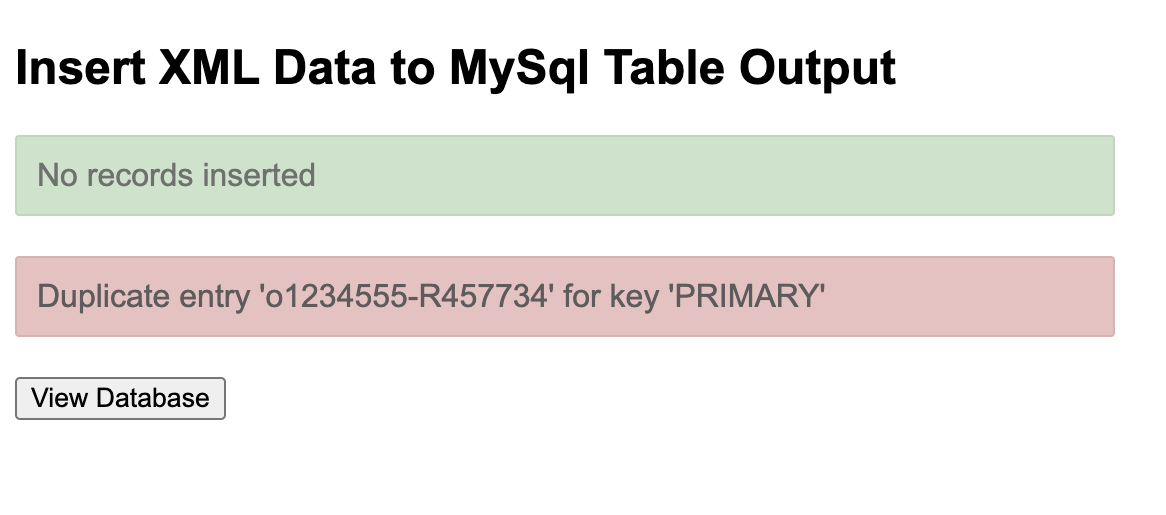 Insert XML Data to MySql Table Output
No records inserted
Duplicate entry 'o1234555-R457734' for key 'PRIMARY'
View Database